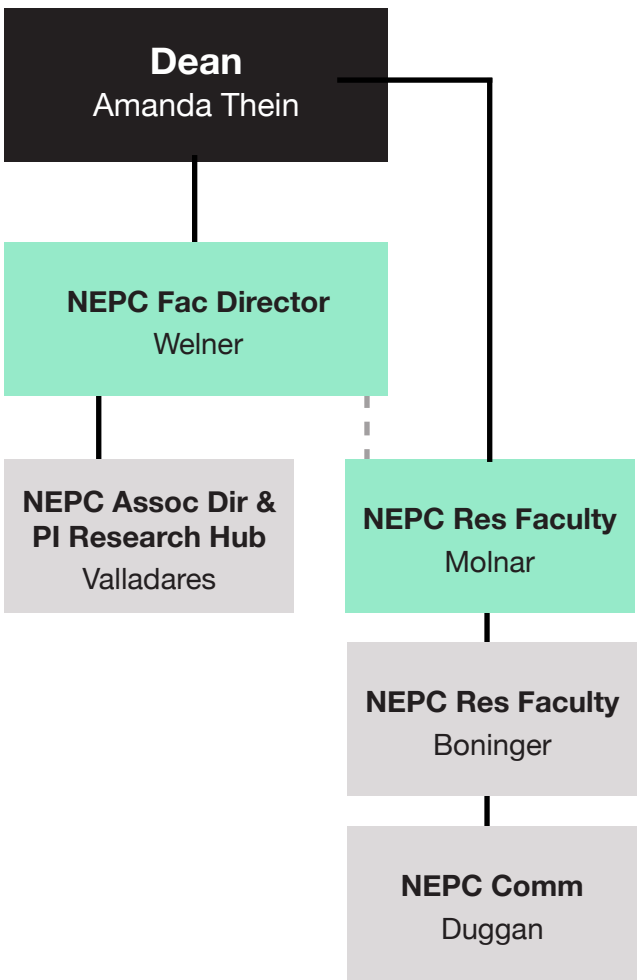 Dean
Amanda Thein
NEPC Fac Director
Welner
NEPC Assoc Dir &
PI Research Hub
Valladares
NEPC Res Faculty
Molnar
NEPC Res Faculty
Boninger
NEPC Comm
Duggan